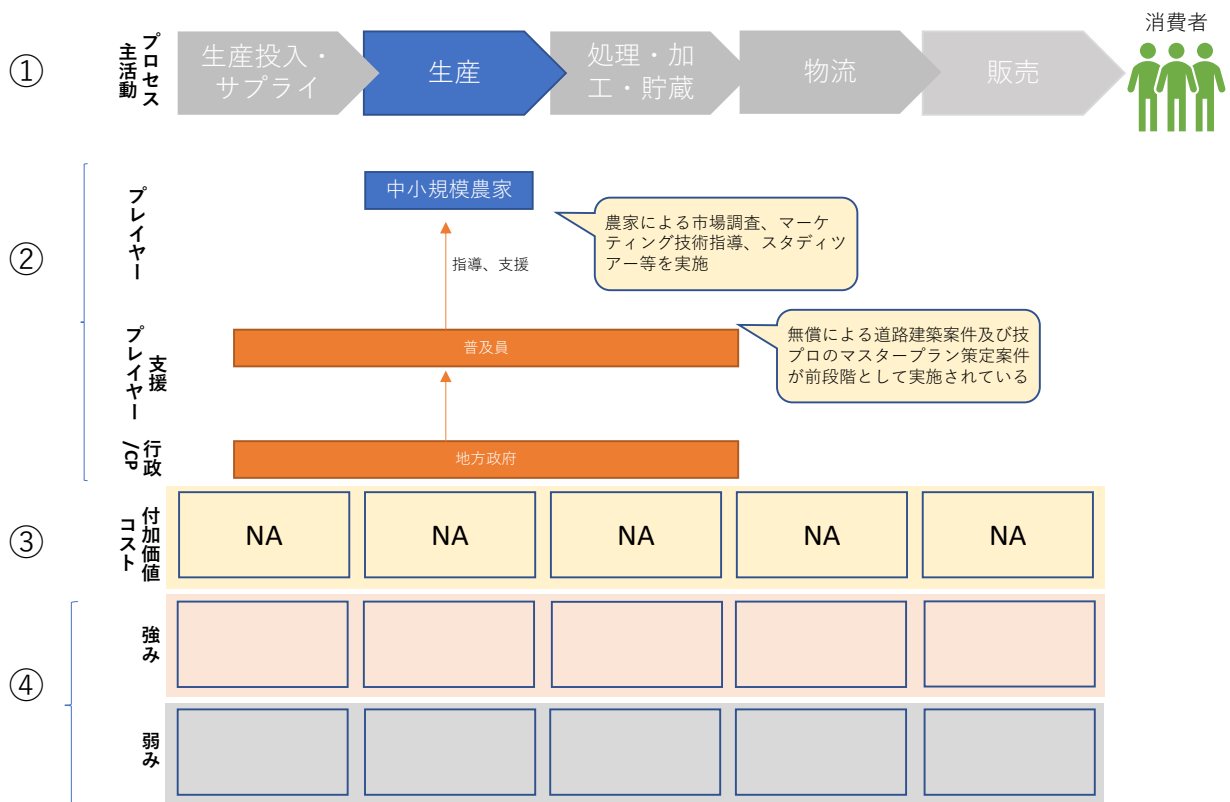 消費者
①
プロセス
主活動
生産投入・
サプライ
生産
処理・加
工・貯蔵
物流
販売
②
プレイヤー
中小規模農家
農家による市場調査、マーケ
ティング技術指導、スタディツ
アー等を実施
指導、支援
支援
プレイヤー
普及員
無償による道路建築案件及び技
プロのマスタープラン策定案件
が前段階として実施されている
行政
/CP
地方政府
③
付加価値
コスト
NA
NA
NA
NA
NA
④
強み
弱み